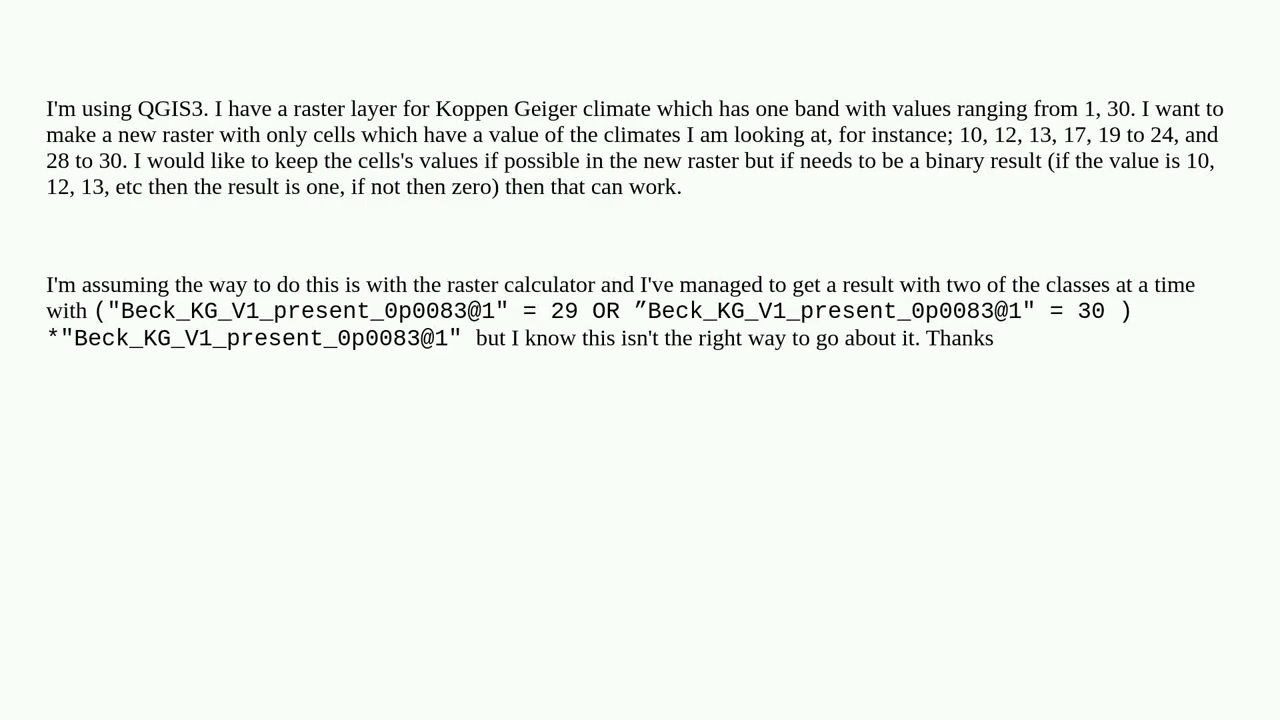 I'm using QGIS3. I have a raster layer for Koppen Geiger climate which has one band with values ranging from 1, 30. I want to
make a new raster with only cells which have a value of the climates I am looking at, for instance; 10, 12, 13, 17, 19 to 24, and
28 to 30. I would like to keep the cells's values if possible in the new raster but if needs to be a binary result (if the value is 10,
12, 13, etc then the result is one, if not then zero) then that can work.
I'm assuming the way to do this is with the raster calculator and I've managed to get a result with two of the classes at a time
with ("Beck_KG_V1_present_0p0083@1" = 29 OR ”Beck_KG_V1_present_0p0083@1" = 30 )
*"Beck_KG_V1_present_0p0083@1" but I know this isn't the right way to go about it. Thanks